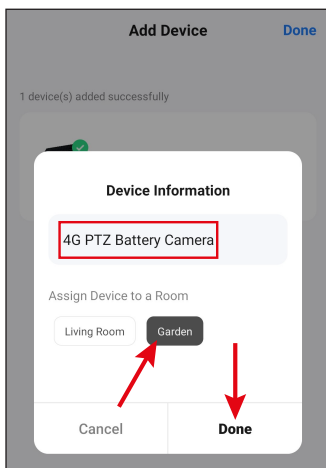 Add Device Done
1 device(s) added successfully
Device Information
4G PTZ Battery Camera
Assign Device to a Room
Living Room Garden
Cancel Done